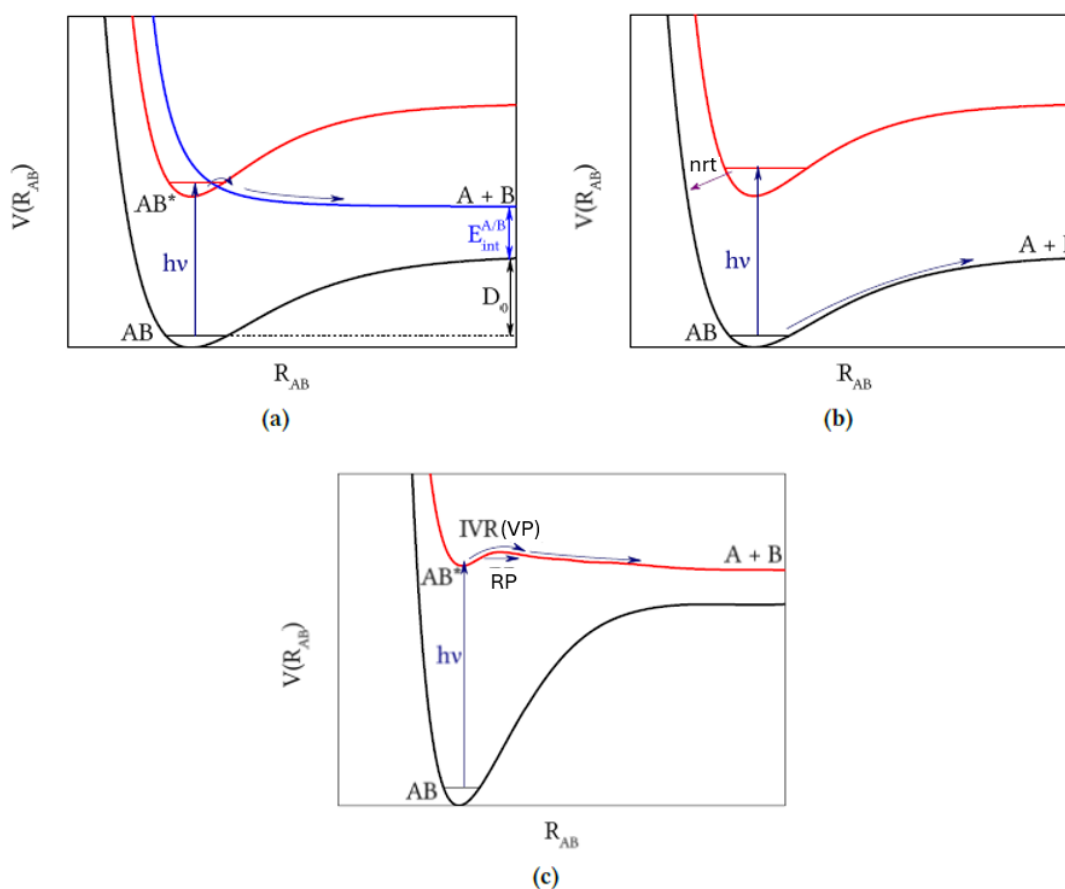 V(R_AB)
AB*
hν
AB
A + B
E_int^A/B
D_0
R_AB
(a)
V(R_AB)
nrt
hν
AB
A +
R_AB
(b)
V(R_AB)
IVR (VP)
AB*
RP
A + B
hν
AB
R_AB
(c)